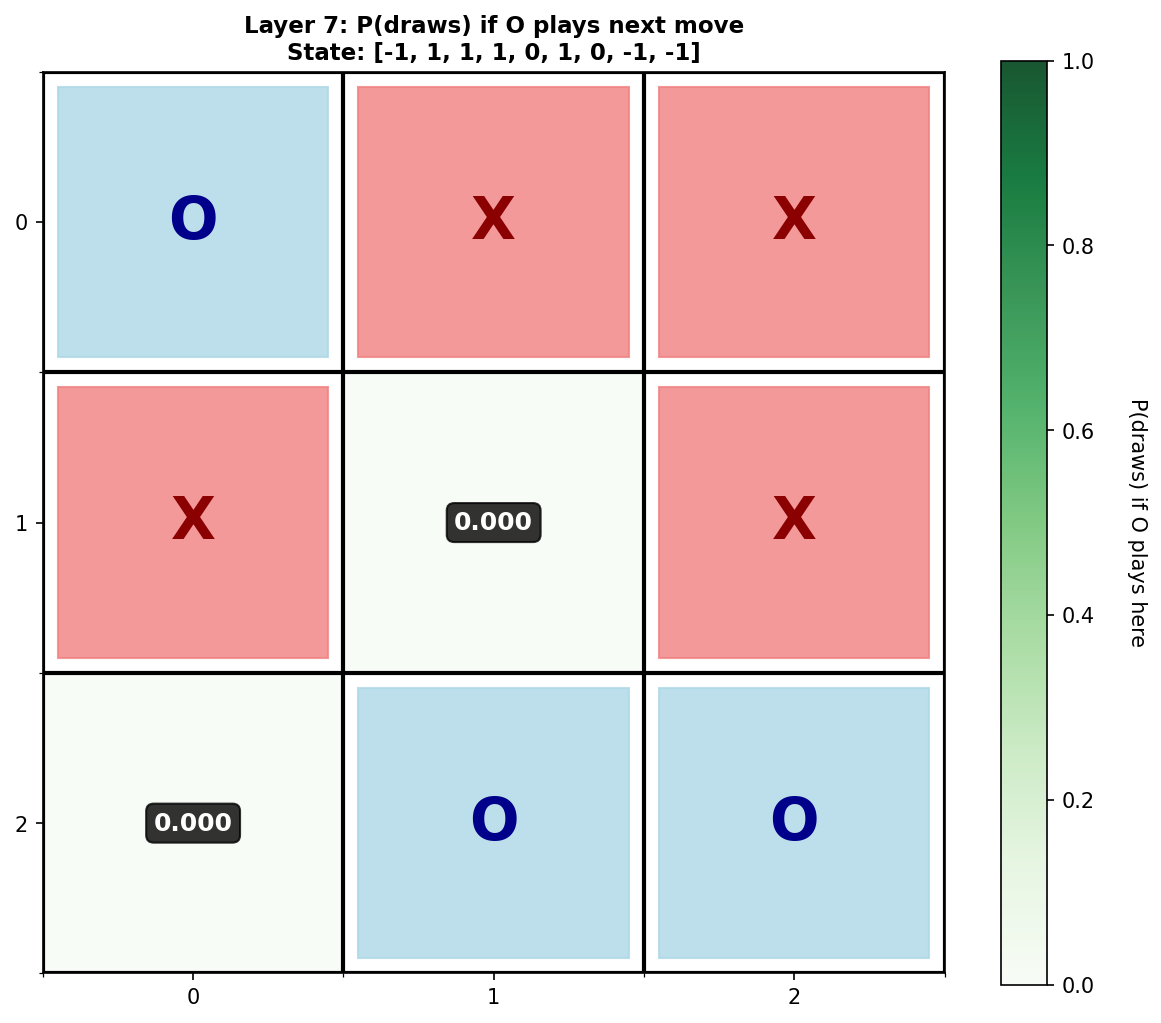 Layer 7: P(draws) if O plays next move
State: [-1, 1, 1, 1, 0, 1, 0, -1, -1]
O X X
X 0.000 X
0.000 O O
0
1
2
0 1 2
1.0
0.8
0.6
0.4
0.2
0.0
P(draws) if O plays here